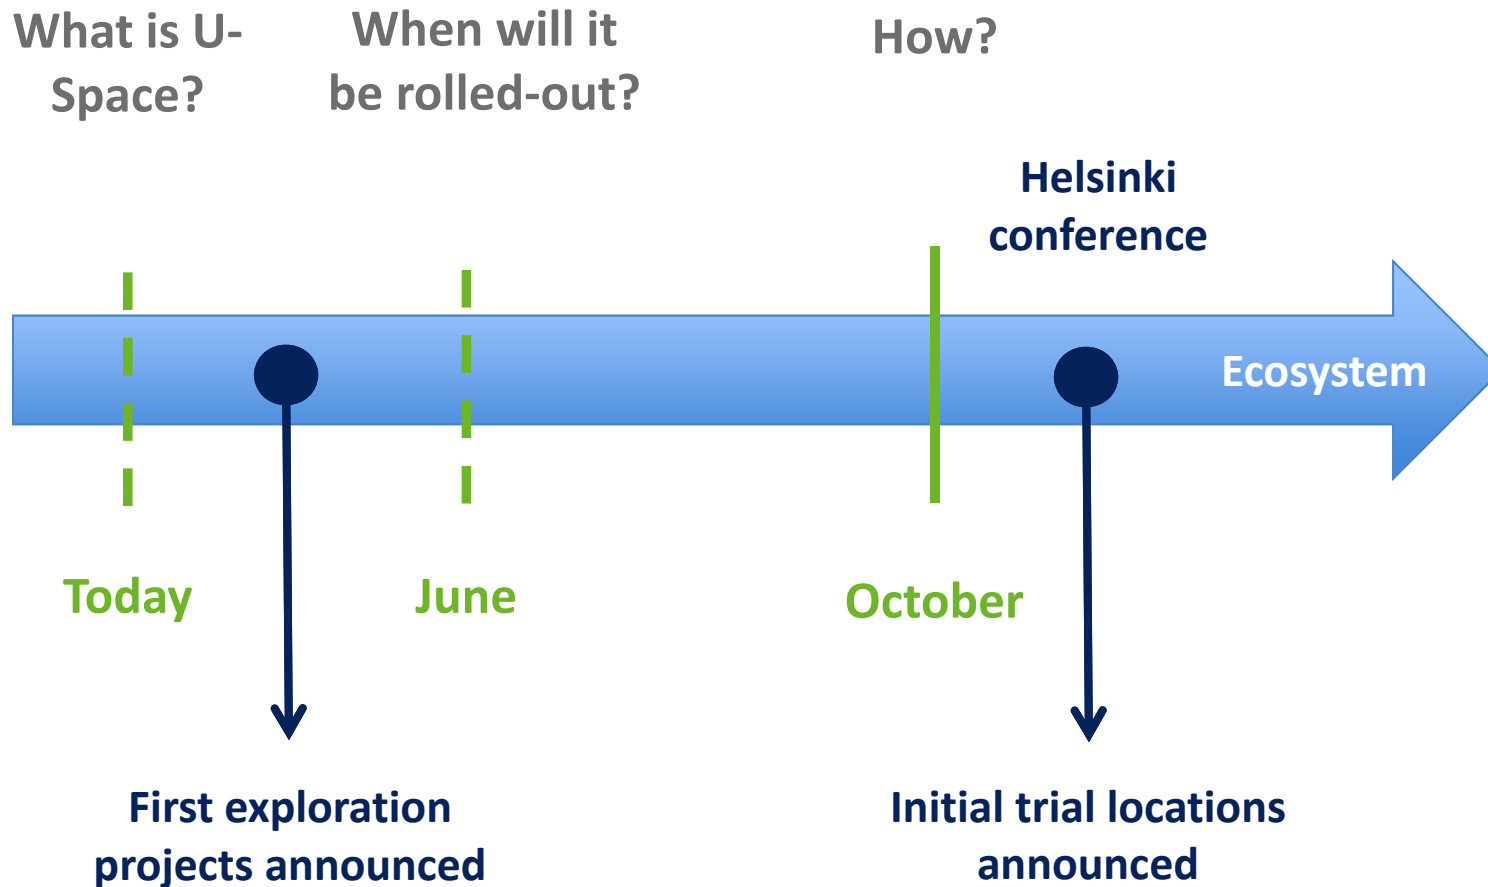 What is U-
Space?
When will it
be rolled-out?
How?
Helsinki
conference
Ecosystem
Today
June
October
First exploration
projects announced
Initial trial locations
announced